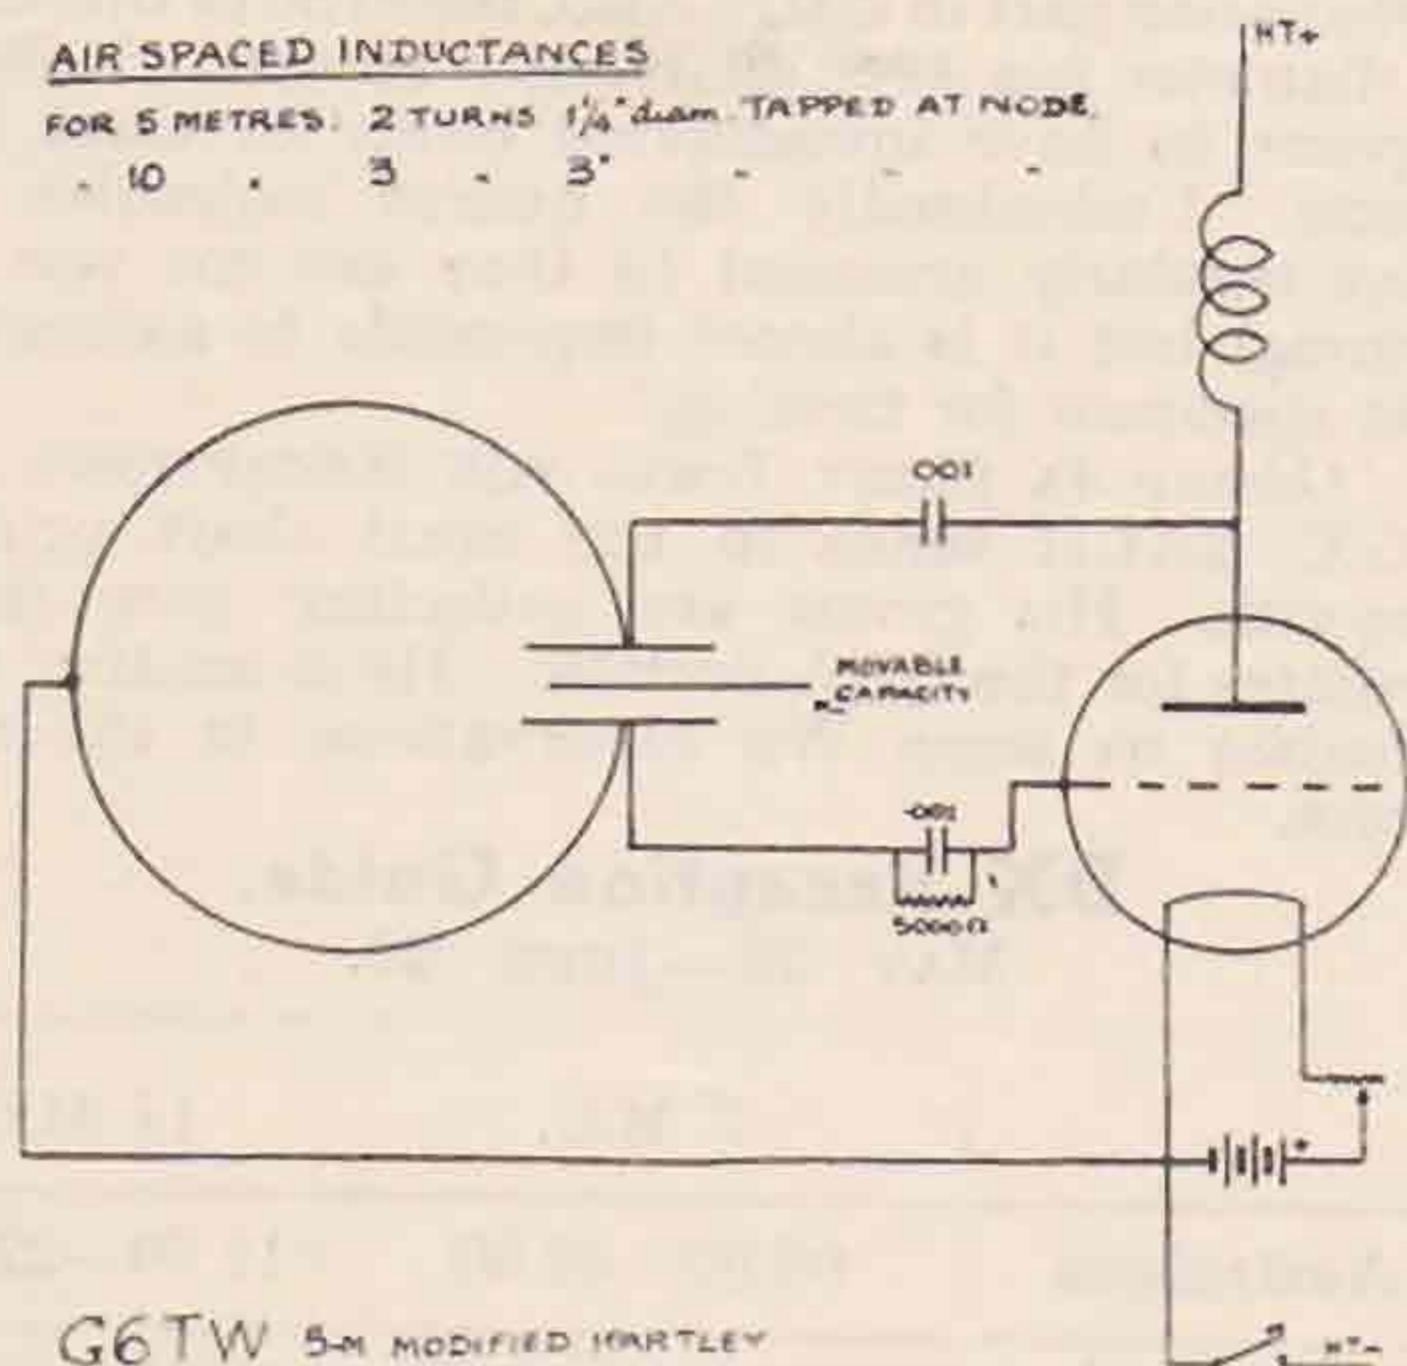 AIR SPACED INDUCTANCES
HT+
FOR 5 METRES. 2 TURNS 1¼" diam. TAPPED AT NODE.
" 10 " 3 " 3" " " "
.001
MOVABLE
CAPACITY
5000Ω
+
G6TW 5-M MODIFIED HARTLEY
HT-